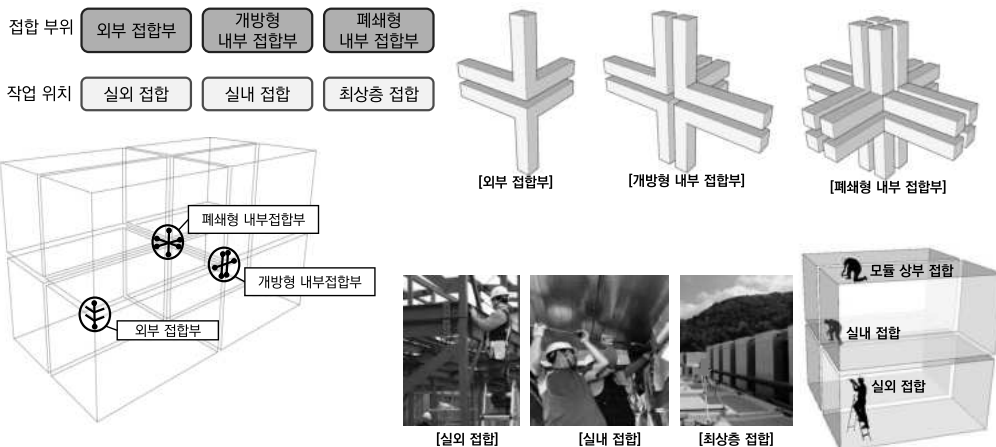 접합 부위
외부 접합부
개방형
내부 접합부
폐쇄형
내부 접합부
작업 위치
실외 접합
실내 접합
최상층 접합
[외부 접합부]
[개방형 내부 접합부]
[폐쇄형 내부 접합부]
폐쇄형 내부접합부
개방형 내부접합부
외부 접합부
모듈 상부 접합
실내 접합
실외 접합
[실외 접합]
[실내 접합]
[최상층 접합]